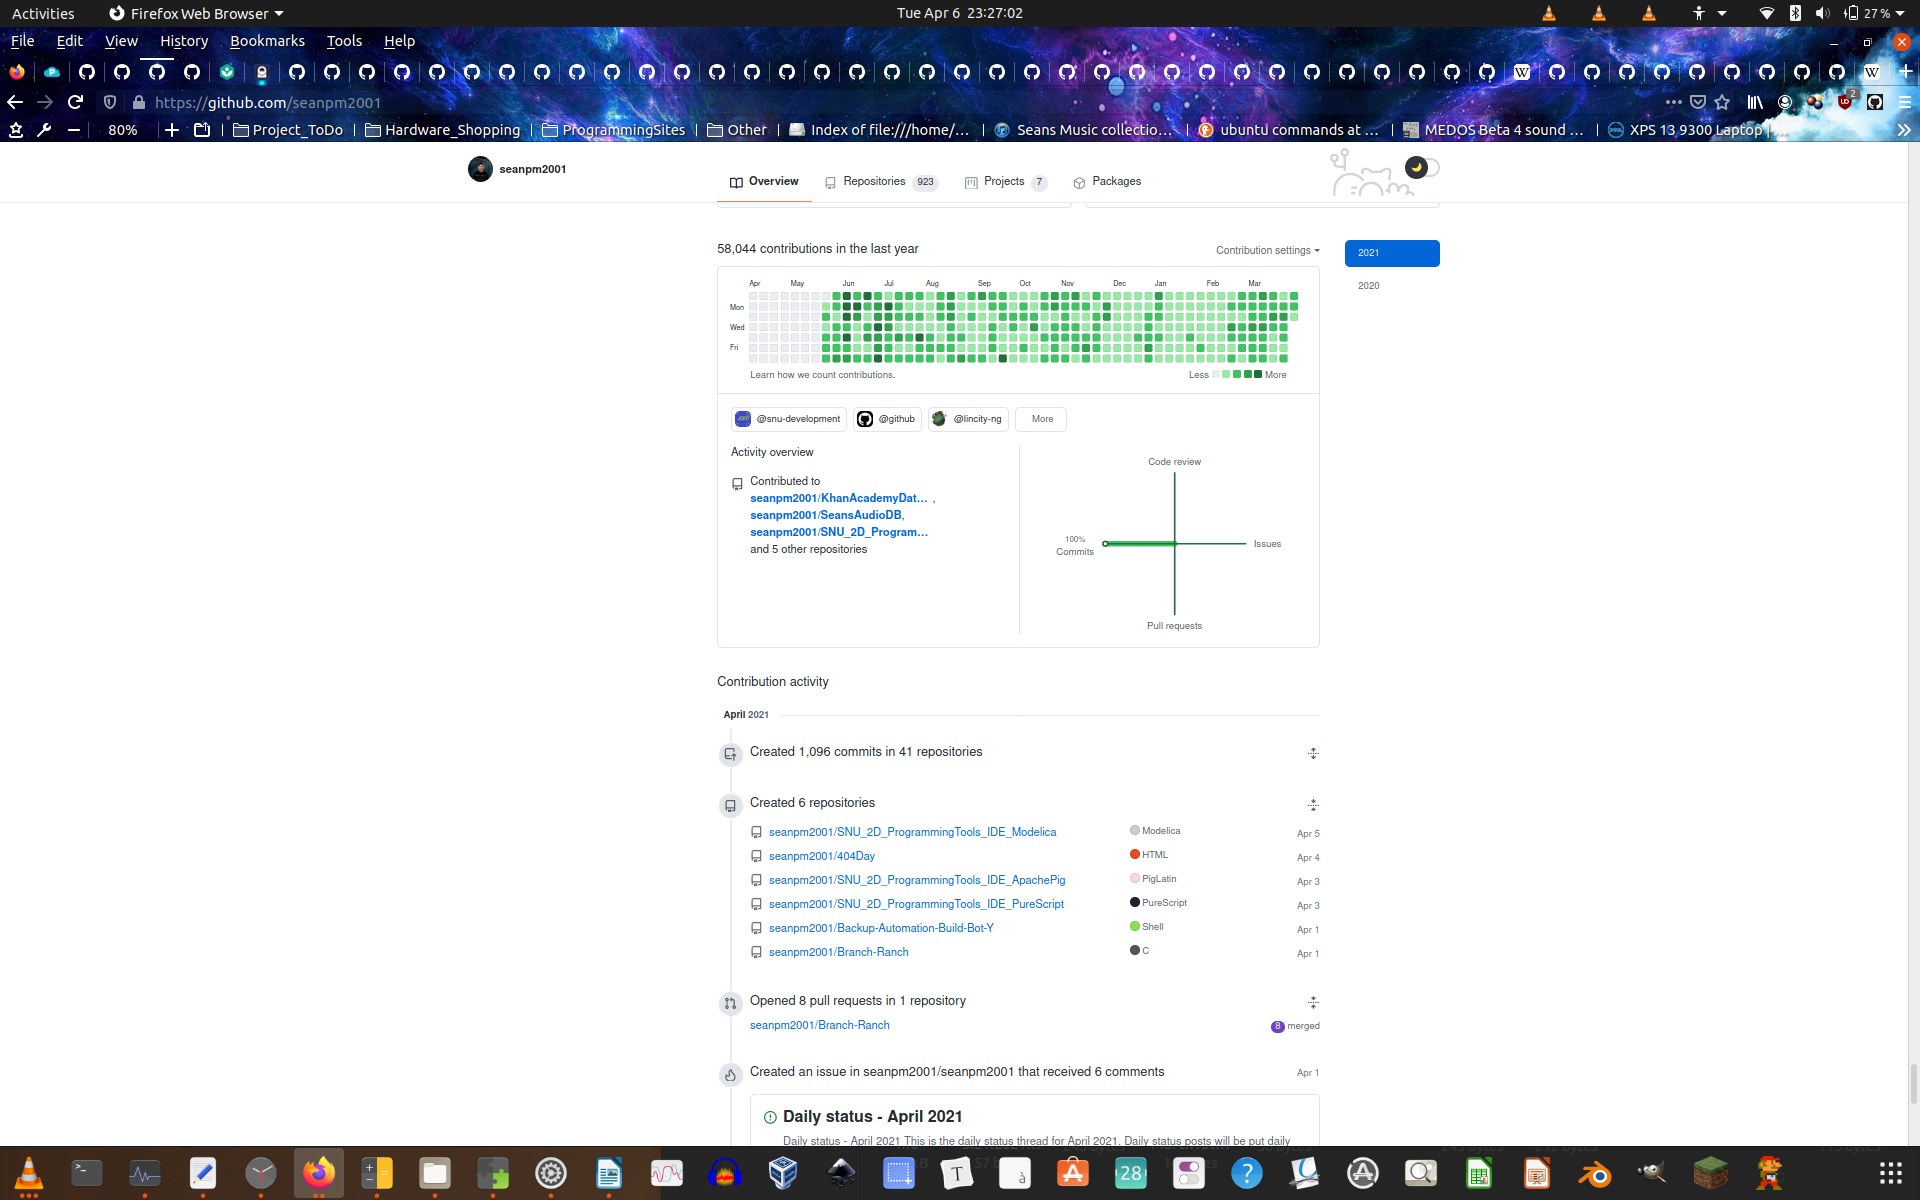 Activities Firefox Web Browser Tue Apr 6 23:27:02 27 %
File Edit View History Bookmarks Tools Help
https://github.com/seanpm2001 2
80% Project_ToDo Hardware_Shopping ProgrammingSites Other Index of file:///home/... Seans Music collectio... ubuntu commands at ... MEDOS Beta 4 sound ... XPS 13 9300 Laptop | ...
seanpm2001 Overview Repositories 923 Projects 7 Packages
58,044 contributions in the last year Contribution settings 2021
2020
Apr May Jun Jul Aug Sep Oct Nov Dec Jan Feb Mar
Mon
Wed
Fri
Learn how we count contributions. Less More
@snu-development @github @lincity-ng More
Activity overview
Contributed to
seanpm2001/KhanAcademyDat... ,
seanpm2001/SeansAudioDB,
seanpm2001/SNU_2D_Program...
and 5 other repositories
Code review
100%
Commits
Issues
Pull requests
Contribution activity
April 2021
Created 1,096 commits in 41 repositories
Created 6 repositories
seanpm2001/SNU_2D_ProgrammingTools_IDE_Modelica Modelica Apr 5
seanpm2001/404Day HTML Apr 4
seanpm2001/SNU_2D_ProgrammingTools_IDE_ApachePig PigLatin Apr 3
seanpm2001/SNU_2D_ProgrammingTools_IDE_PureScript PureScript Apr 3
seanpm2001/Backup-Automation-Build-Bot-Y Shell Apr 1
seanpm2001/Branch-Ranch C Apr 1
Opened 8 pull requests in 1 repository
seanpm2001/Branch-Ranch 8 merged
Created an issue in seanpm2001/seanpm2001 that received 6 comments Apr 1
Daily status - April 2021
Daily status - April 2021 This is the daily status thread for April 2021. Daily status posts will be put daily